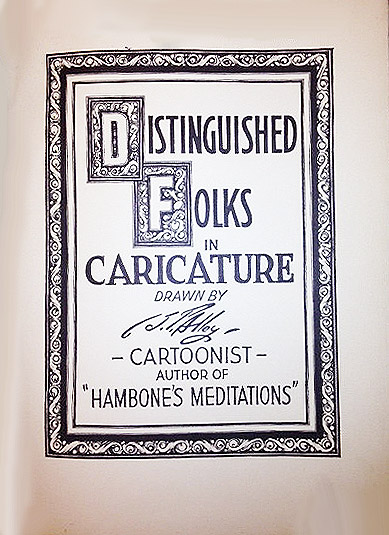 DISTINGUISHED
FOLKS
IN
CARICATURE
DRAWN BY
J. P. Alley
- CARTOONIST -
AUTHOR OF
"HAMBONE'S MEDITATIONS"